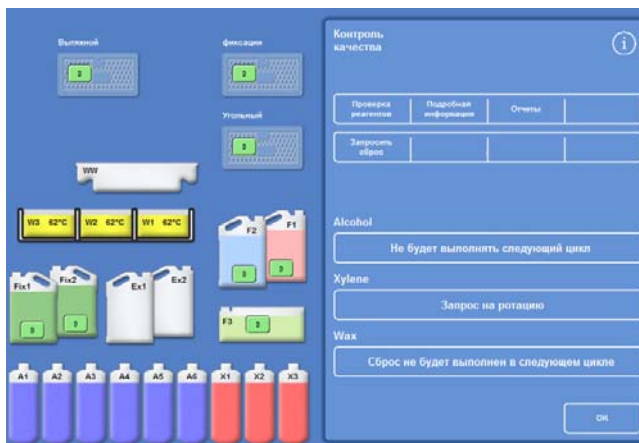 Вытяжной
фиксации
Угольный
WW
W3 62°C
W2 62°C
W1 62°C
F2
F1
Fix1
Fix2
Ex1
Ex2
F3
A1
A2
A3
A4
A5
A6
X1
X2
X3
Контроль
качества
i
Проверка
реагентов
Подробная
информация
Отчеты
Запросить
сброс
Alcohol
Не будет выполнять следующий цикл
Xylene
Запрос на ротацию
Wax
Сброс не будет выполнен в следующем цикле
OK